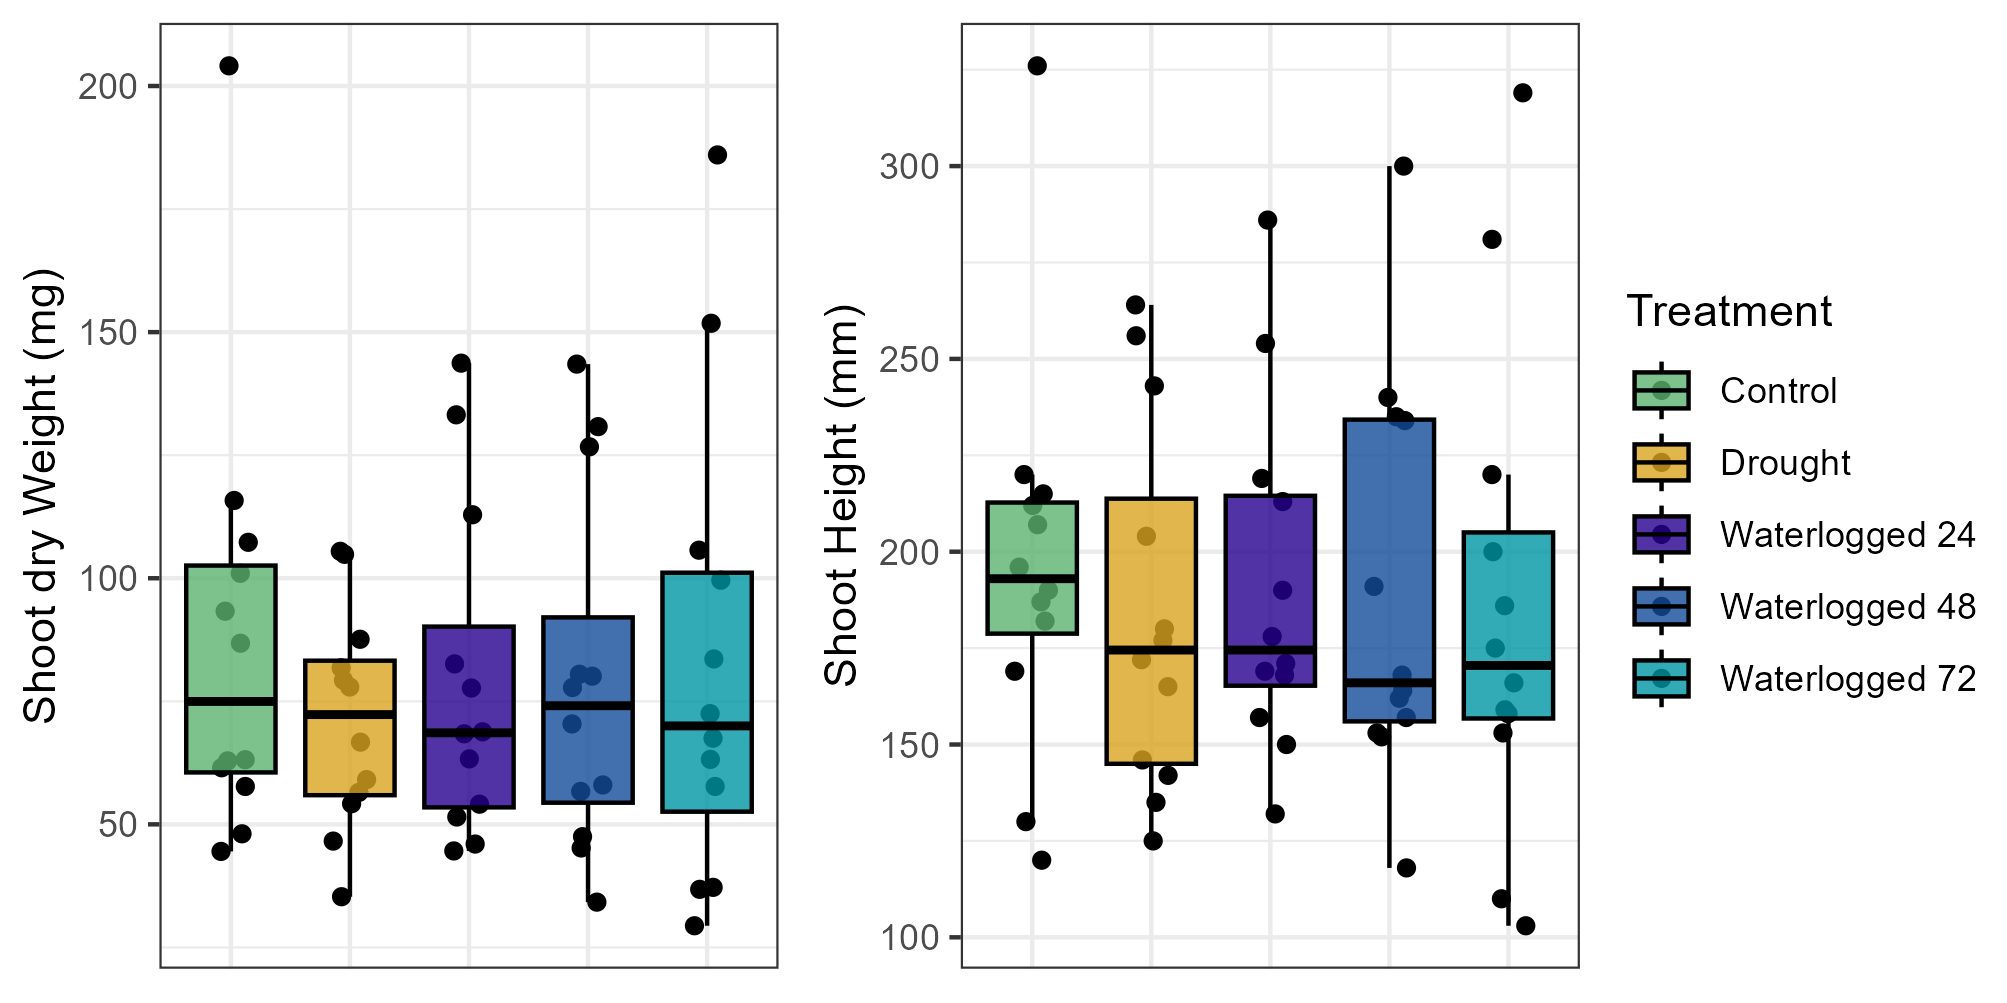 Shoot dry Weight (mg)
200
150
100
50
Shoot Height (mm)
300
250
200
150
100
Treatment
Control
Drought
Waterlogged 24
Waterlogged 48
Waterlogged 72